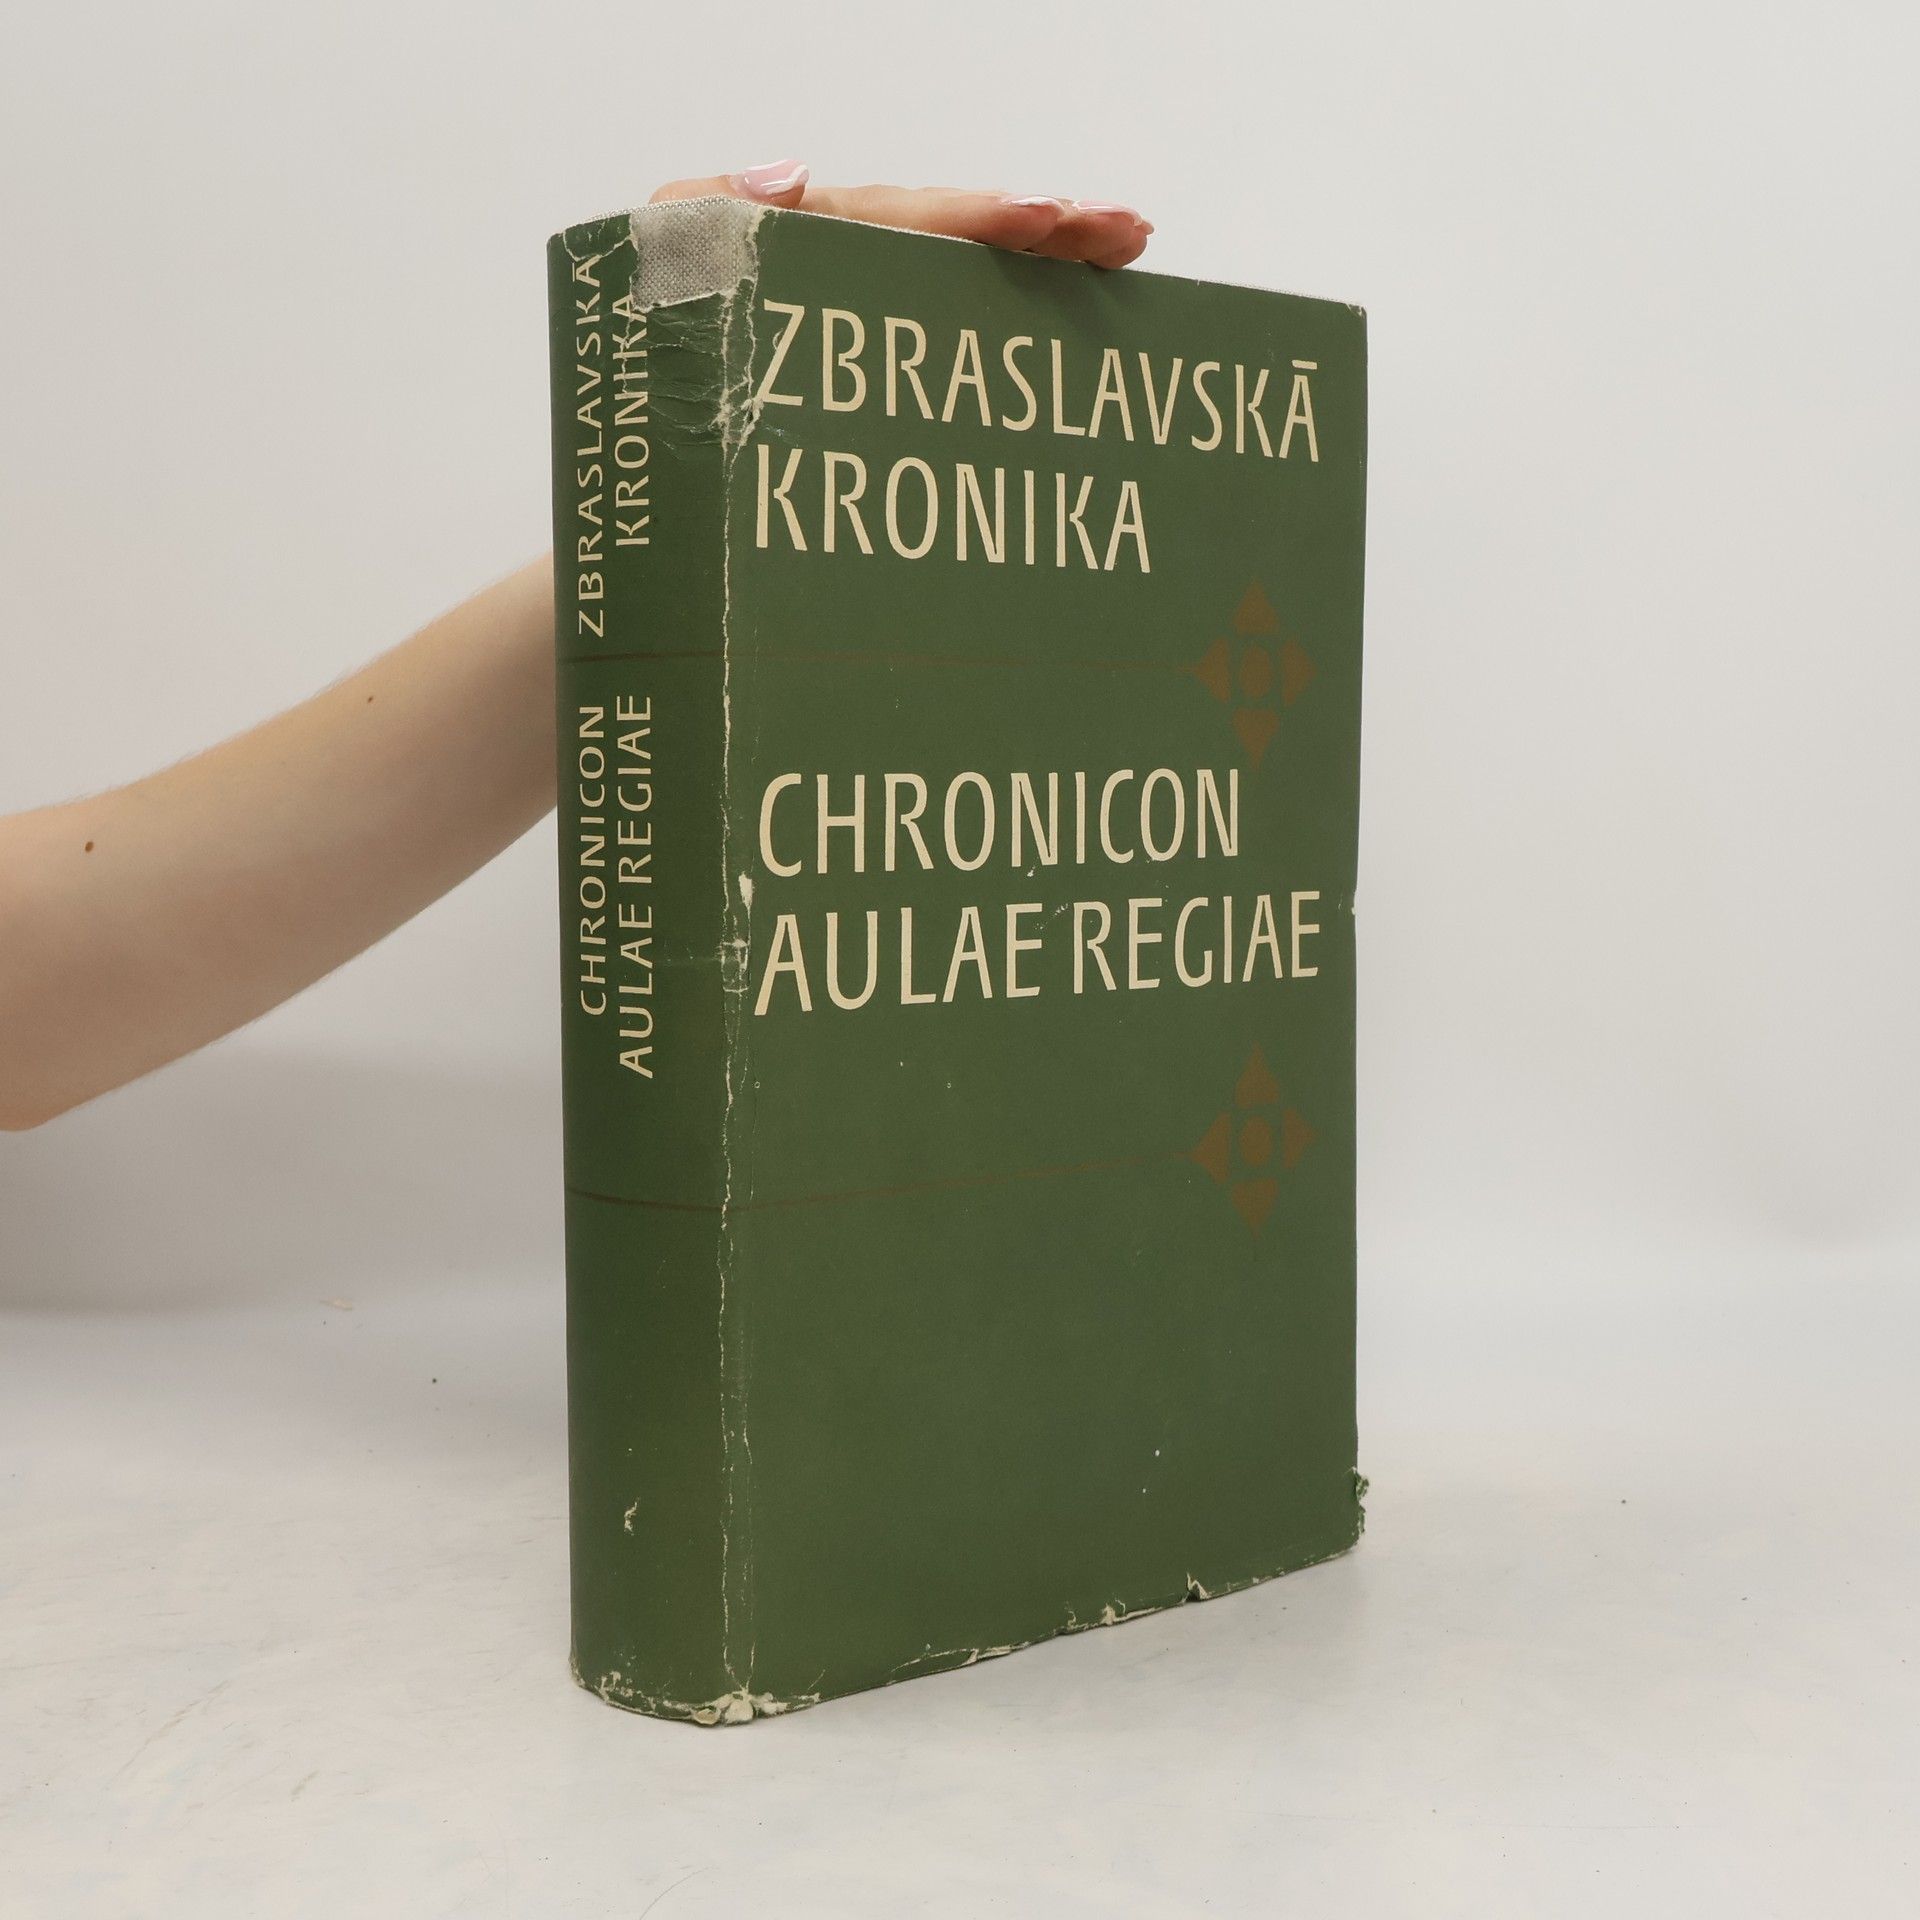 ZBRASLAVSKÁ
KRONIKA
CHRONICON
AULAE REGIAE
ZBRASLAVSKÁ
KRONIKA
CHRONICON
AULAE REGIAE